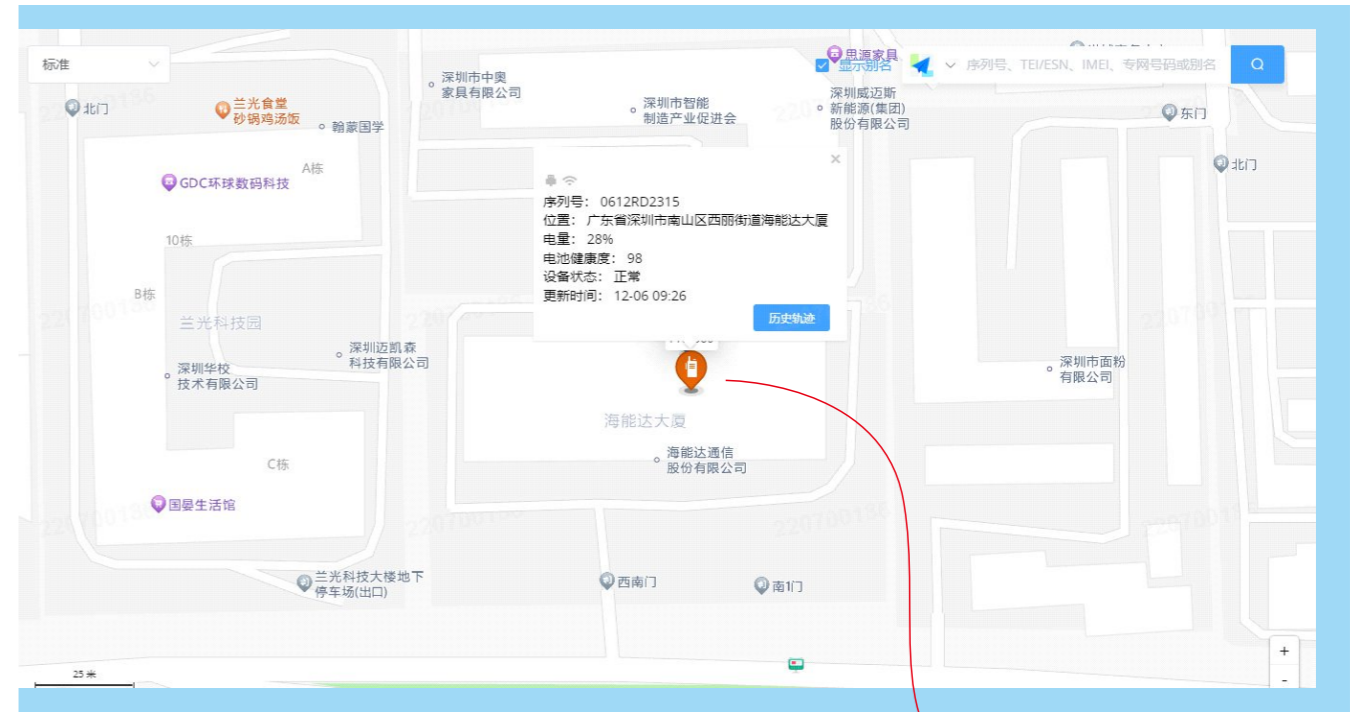 标准
思源家具
显示别名
序列号、TEI/ESN、IMEI、专网号码或别名
深圳市中奥
家具有限公司
深圳威迈斯
新能源(集团)
股份有限公司
深圳市智能
制造产业促进会
北门
兰光食堂
砂锅鸡汤饭
翰蒙国学
东门
北门
A栋
GDC环球数码科技
序列号: 0612RD2315
位置: 广东省深圳市南山区西丽街道海能达大厦
电量: 28%
电池健康度: 98
设备状态: 正常
更新时间: 12-06 09:26
历史轨迹
10栋
B栋
兰光科技园
深圳迈凯森
科技有限公司
深圳华校
技术有限公司
深圳市面粉
有限公司
海能达大厦
海能达通信
股份有限公司
C栋
国晏生活馆
兰光科技大楼地下
停车场(出口)
西南门
南1门
25 米
+
-
220700186